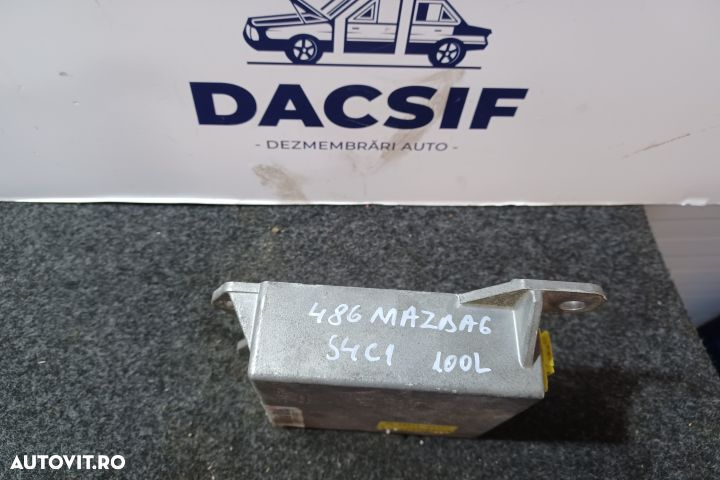 DACSIF
- DEZMEMBRĂRI AUTO -
486 MAZDA6
S4C1 100L
AUTOVIT.RO